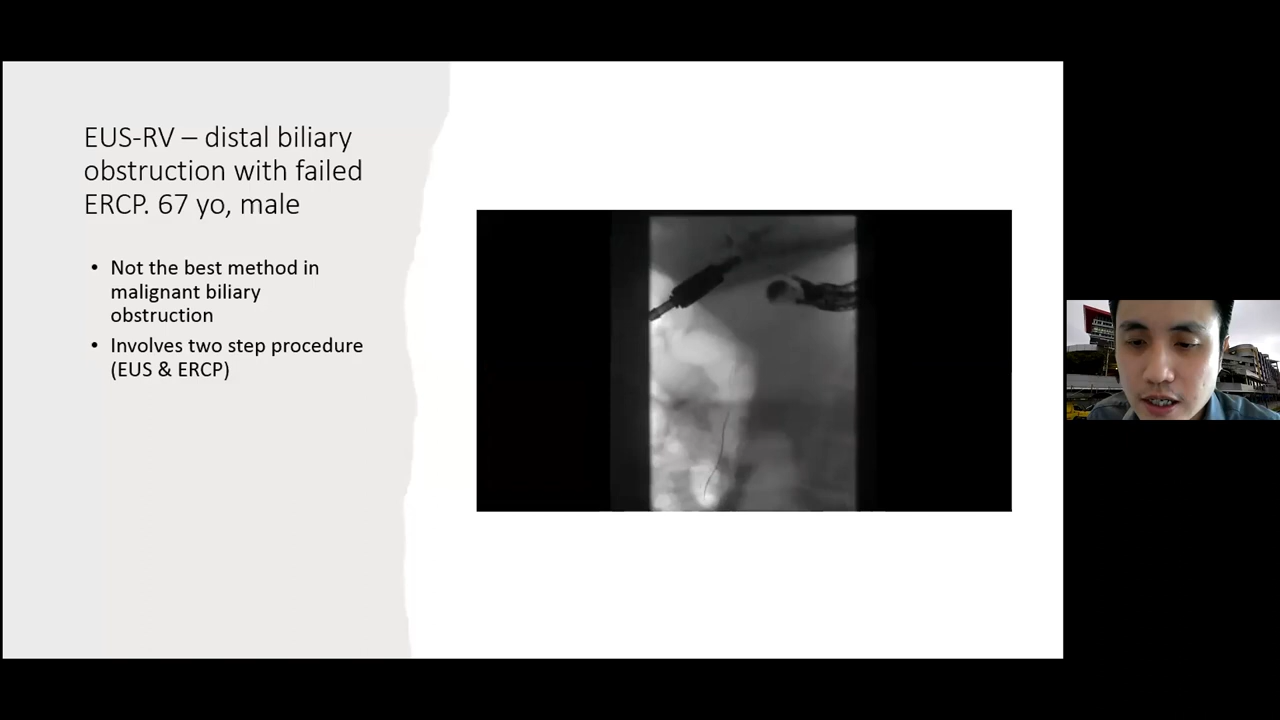 EUS-RV – distal biliary
obstruction with failed
ERCP. 67 yo, male
• Not the best method in
malignant biliary
obstruction
• Involves two step procedure
(EUS & ERCP)